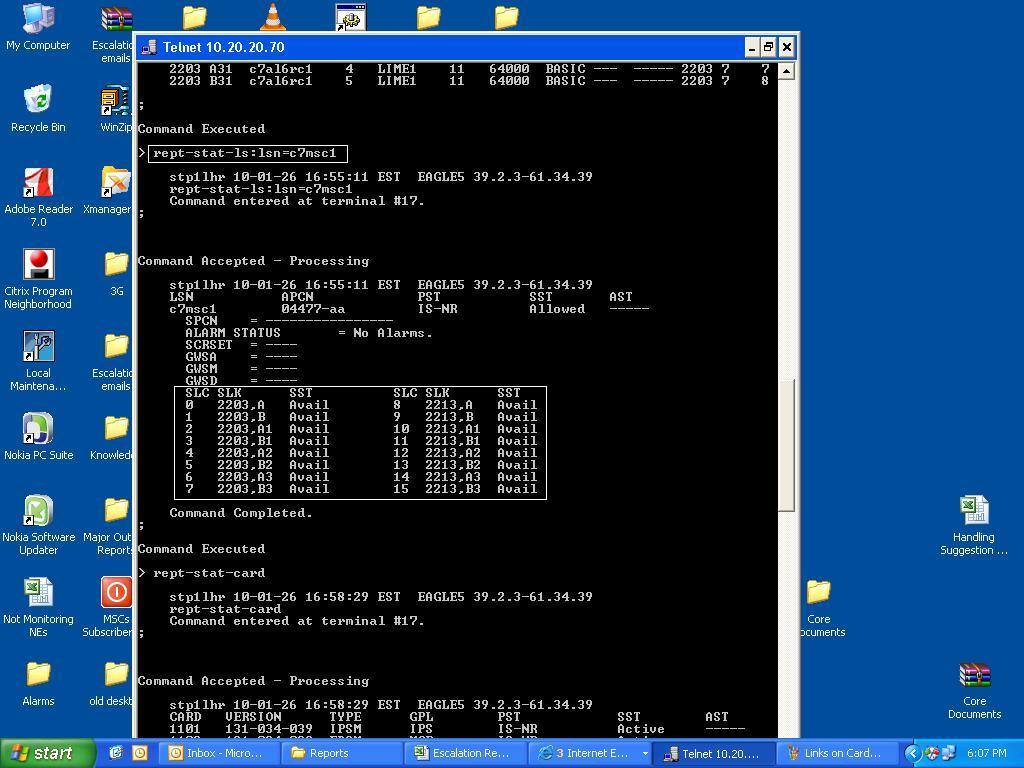 My Computer
Escalatio
emails
Recycle Bin
WinZip
Adobe Reader
7.0
Xmanager
Citrix Program
Neighborhood
3G
Local
Maintena...
Escalatio
emails
Nokia PC Suite
Knowled
Nokia Software
Updater
Major Out
Report
Not Monitoring
NEs
MSCs
Subscriber
Alarms
old deskt
Telnet 10.20.20.70
2203 A31 c7al6rc1 4 LIME1 11 64000 BASIC --- ----- 2203 7 7
2203 B31 c7al6rc1 5 LIME1 11 64000 BASIC --- ----- 2203 7 8
;
Command Executed
> rept-stat-ls:lsn=c7msc1
stp1lhr 10-01-26 16:55:11 EST EAGLE5 39.2.3-61.34.39
rept-stat-ls:lsn=c7msc1
Command entered at terminal #17.
;
Command Accepted - Processing
stp1lhr 10-01-26 16:55:11 EST EAGLE5 39.2.3-61.34.39
LSN APCN PST SST AST
c7msc1 04477-aa IS-NR Allowed -----
SPCN = ----------------
ALARM STATUS = No Alarms.
SCRSET = ----
GWSA = ----
GWSM = ----
GWSD = ----
SLC SLK SST SLC SLK SST
0 2203,A Avail 8 2213,A Avail
1 2203,B Avail 9 2213,B Avail
2 2203,A1 Avail 10 2213,A1 Avail
3 2203,B1 Avail 11 2213,B1 Avail
4 2203,A2 Avail 12 2213,A2 Avail
5 2203,B2 Avail 13 2213,B2 Avail
6 2203,A3 Avail 14 2213,A3 Avail
7 2203,B3 Avail 15 2213,B3 Avail
Command Completed.
;
Command Executed
> rept-stat-card
stp1lhr 10-01-26 16:58:29 EST EAGLE5 39.2.3-61.34.39
rept-stat-card
Command entered at terminal #17.
;
Command Accepted - Processing
stp1lhr 10-01-26 16:58:29 EST EAGLE5 39.2.3-61.34.39
CARD VERSION TYPE GPL PST SST AST
1101 131-034-039 IPSM IPS IS-NR Active -----
Handling
Suggestion ...
Core
ocuments
Core
Documents
start
Inbox - Micro...
Reports
Escalation Re...
3 Internet E...
Telnet 10.20....
Links on Card...
6:07 PM